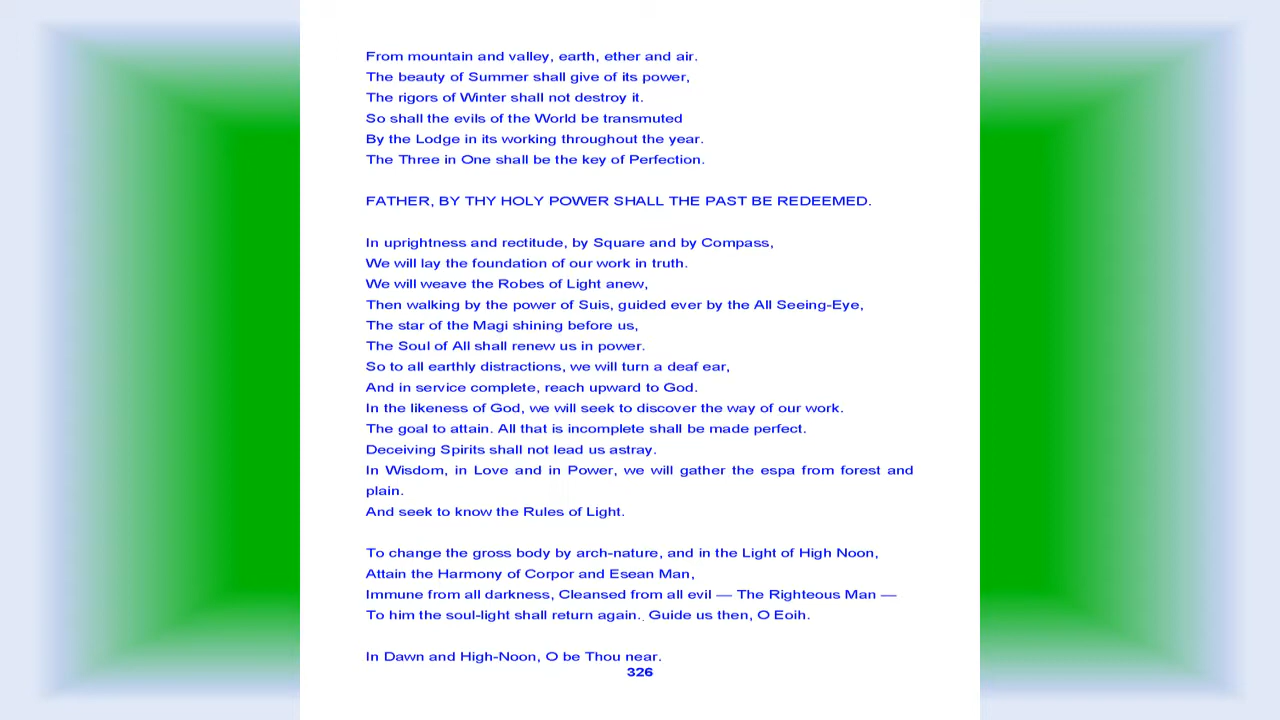 From mountain and valley, earth, ether and air.
The beauty of Summer shall give of its power,
The rigors of Winter shall not destroy it.
So shall the evils of the World be transmuted
By the Lodge in its working throughout the year.
The Three in One shall be the key of Perfection.
FATHER, BY THY HOLY POWER SHALL THE PAST BE REDEEMED.
In uprightness and rectitude, by Square and by Compass,
We will lay the foundation of our work in truth.
We will weave the Robes of Light anew,
Then walking by the power of Suis, guided ever by the All Seeing-Eye,
The star of the Magi shining before us,
The Soul of All shall renew us in power.
So to all earthly distractions, we will turn a deaf ear,
And in service complete, reach upward to God.
In the likeness of God, we will seek to discover the way of our work.
The goal to attain. All that is incomplete shall be made perfect.
Deceiving Spirits shall not lead us astray.
In Wisdom, in Love and in Power, we will gather the espa from forest and
plain.
And seek to know the Rules of Light.
To change the gross body by arch-nature, and in the Light of High Noon,
Attain the Harmony of Corpor and Esean Man,
Immune from all darkness, Cleansed from all evil — The Righteous Man —
To him the soul-light shall return again. Guide us then, O Eoih.
In Dawn and High-Noon, O be Thou near.
326